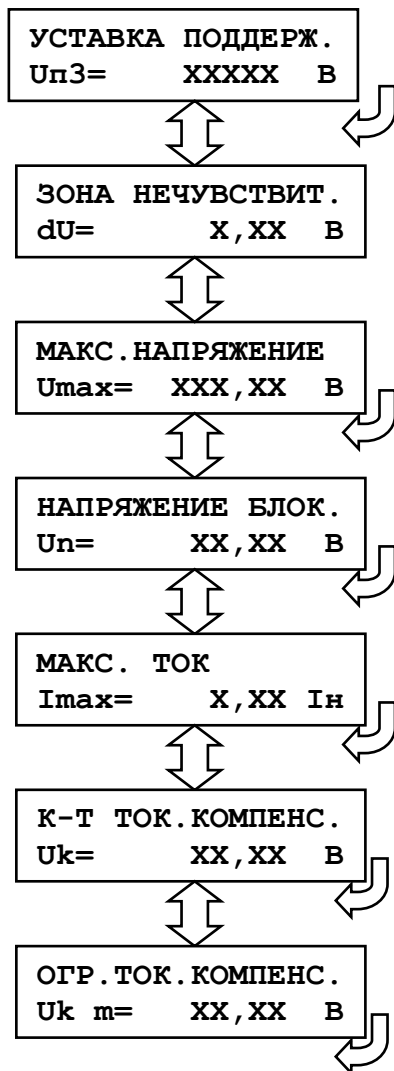 УСТАВКА ПОДДЕРЖ.
Uп3= XXXXX В
ЗОНА НЕЧУВСТВИТ.
dU= X,XX В
МАКС.НАПРЯЖЕНИЕ
Umax= XXX,XX В
НАПРЯЖЕНИЕ БЛОК.
Un= XX,XX В
МАКС. ТОК
Imax= X,XX Iн
К-Т ТОК.КОМПЕНС.
Uk= XX,XX В
ОГР.ТОК.КОМПЕНС.
Uk m= XX,XX В